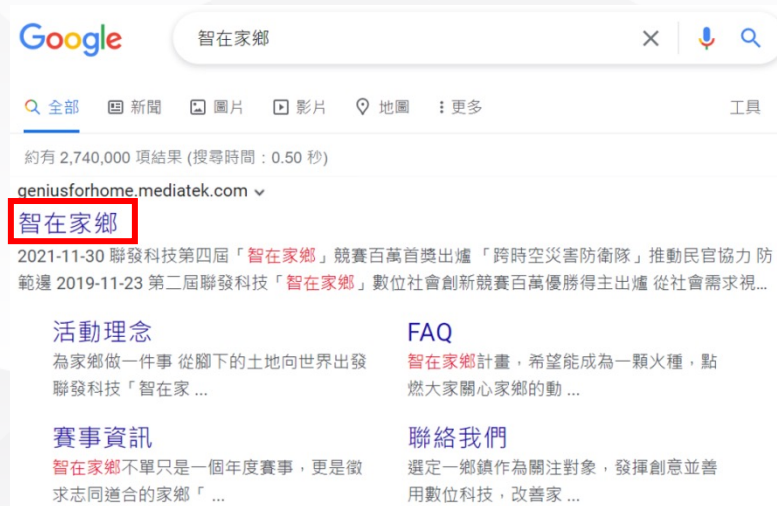 Google
智在家鄉
全部 新聞 圖片 影片 地圖 更多 工具
約有 2,740,000 項結果 (搜尋時間：0.50 秒)
geniusforhome.mediatek.com
智在家鄉
2021-11-30 聯發科技第四屆「智在家鄉」競賽百萬首獎出爐 「跨時空災害防衛隊」推動民官協力 防
範邊 2019-11-23 第二屆聯發科技「智在家鄉」數位社會創新競賽百萬優勝得主出爐 從社會需求視...
活動理念
為家鄉做一件事 從腳下的土地向世界出發
聯發科技「智在家 ...
FAQ
智在家鄉計畫，希望能成為一顆火種，點
燃大家關心家鄉的動 ...
賽事資訊
智在家鄉不單只是一個年度賽事，更是徵
求志同道合的家鄉「 ...
聯絡我們
選定一鄉鎮作為關注對象，發揮創意並善
用數位科技，改善家 ...